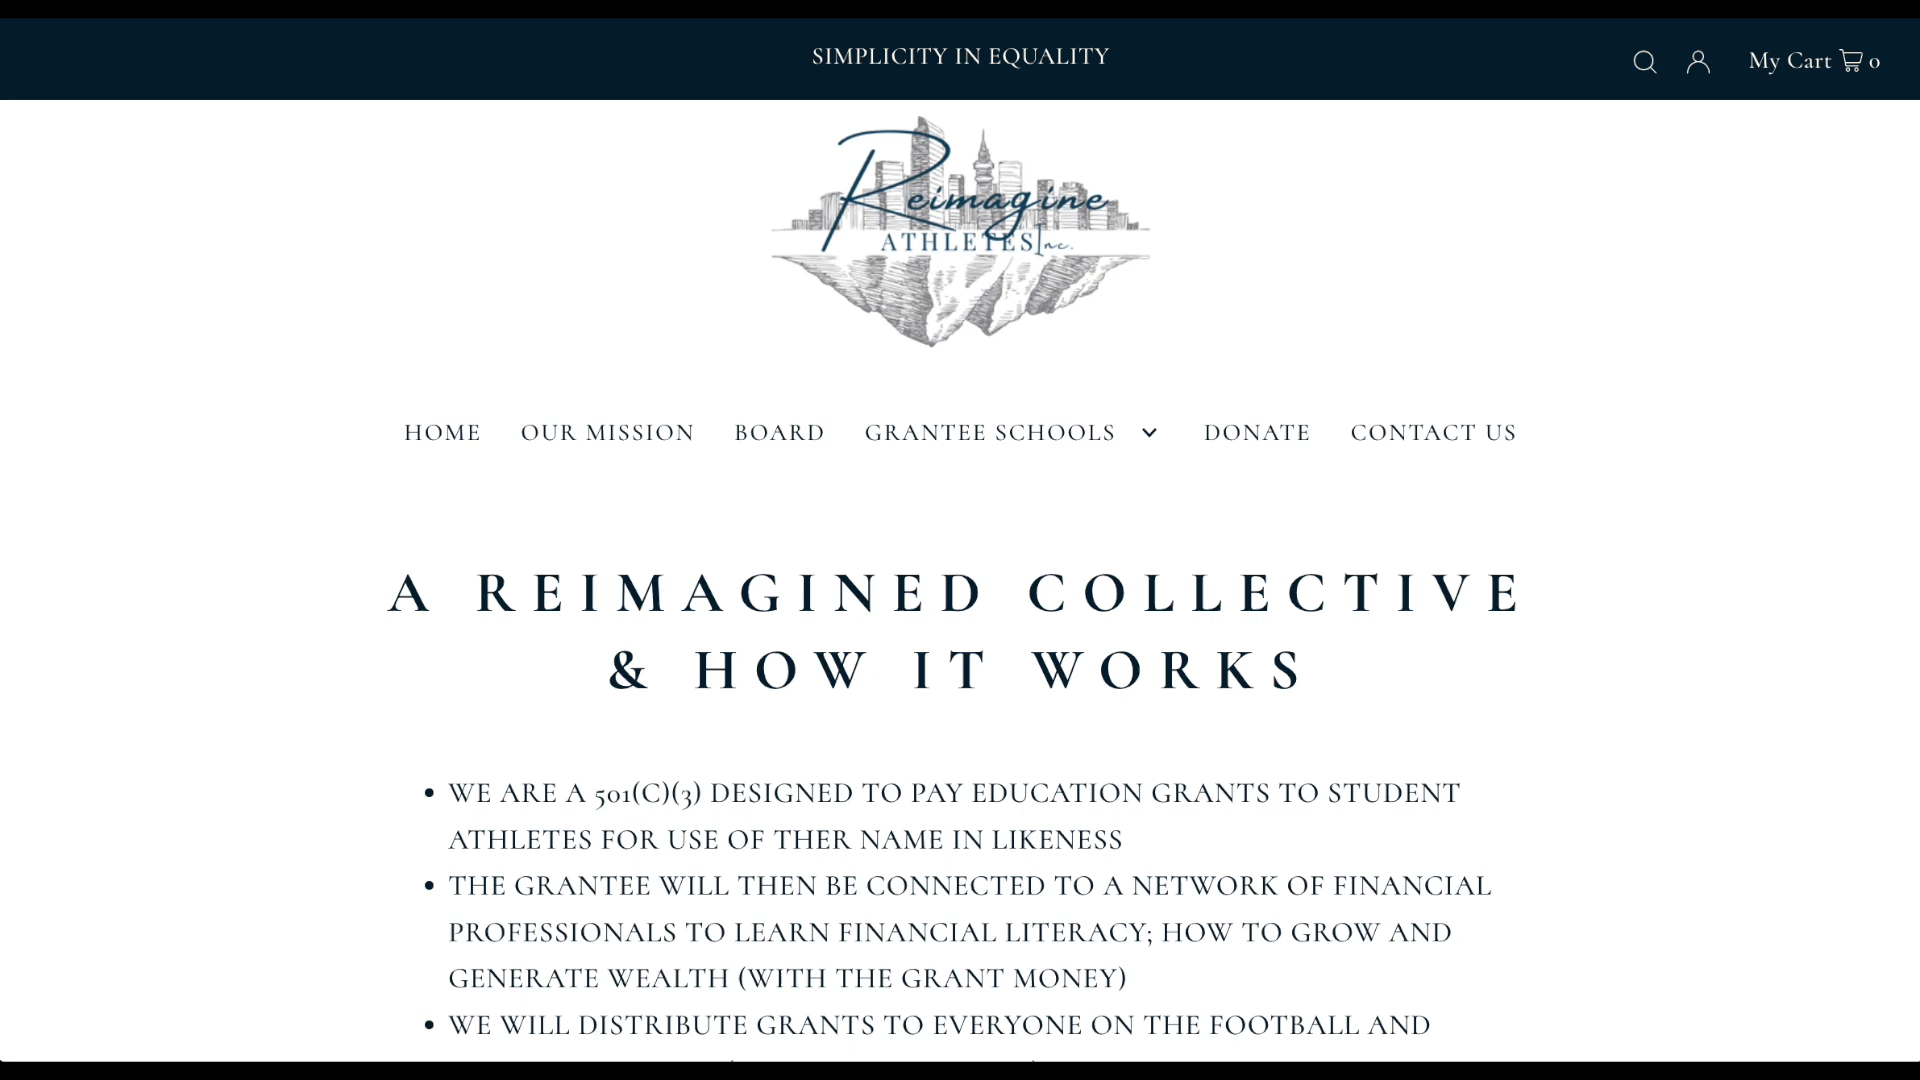 SIMPLICITY IN EQUALITY
My Cart 0
Reimagine
ATHLETES Inc.
HOME OUR MISSION BOARD GRANTEE SCHOOLS DONATE CONTACT US
A REIMAGINED COLLECTIVE
& HOW IT WORKS
• WE ARE A 501(C)(3) DESIGNED TO PAY EDUCATION GRANTS TO STUDENT
ATHLETES FOR USE OF THER NAME IN LIKENESS
• THE GRANTEE WILL THEN BE CONNECTED TO A NETWORK OF FINANCIAL
PROFESSIONALS TO LEARN FINANCIAL LITERACY; HOW TO GROW AND
GENERATE WEALTH (WITH THE GRANT MONEY)
• WE WILL DISTRIBUTE GRANTS TO EVERYONE ON THE FOOTBALL AND